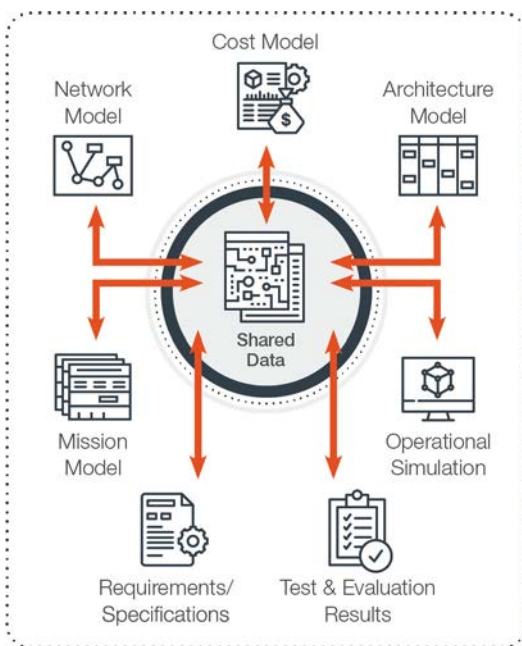 Cost Model
Network
Model
Architecture
Model
$
Shared
Data
Mission
Model
Operational
Simulation
Requirements/
Specifications
Test & Evaluation
Results